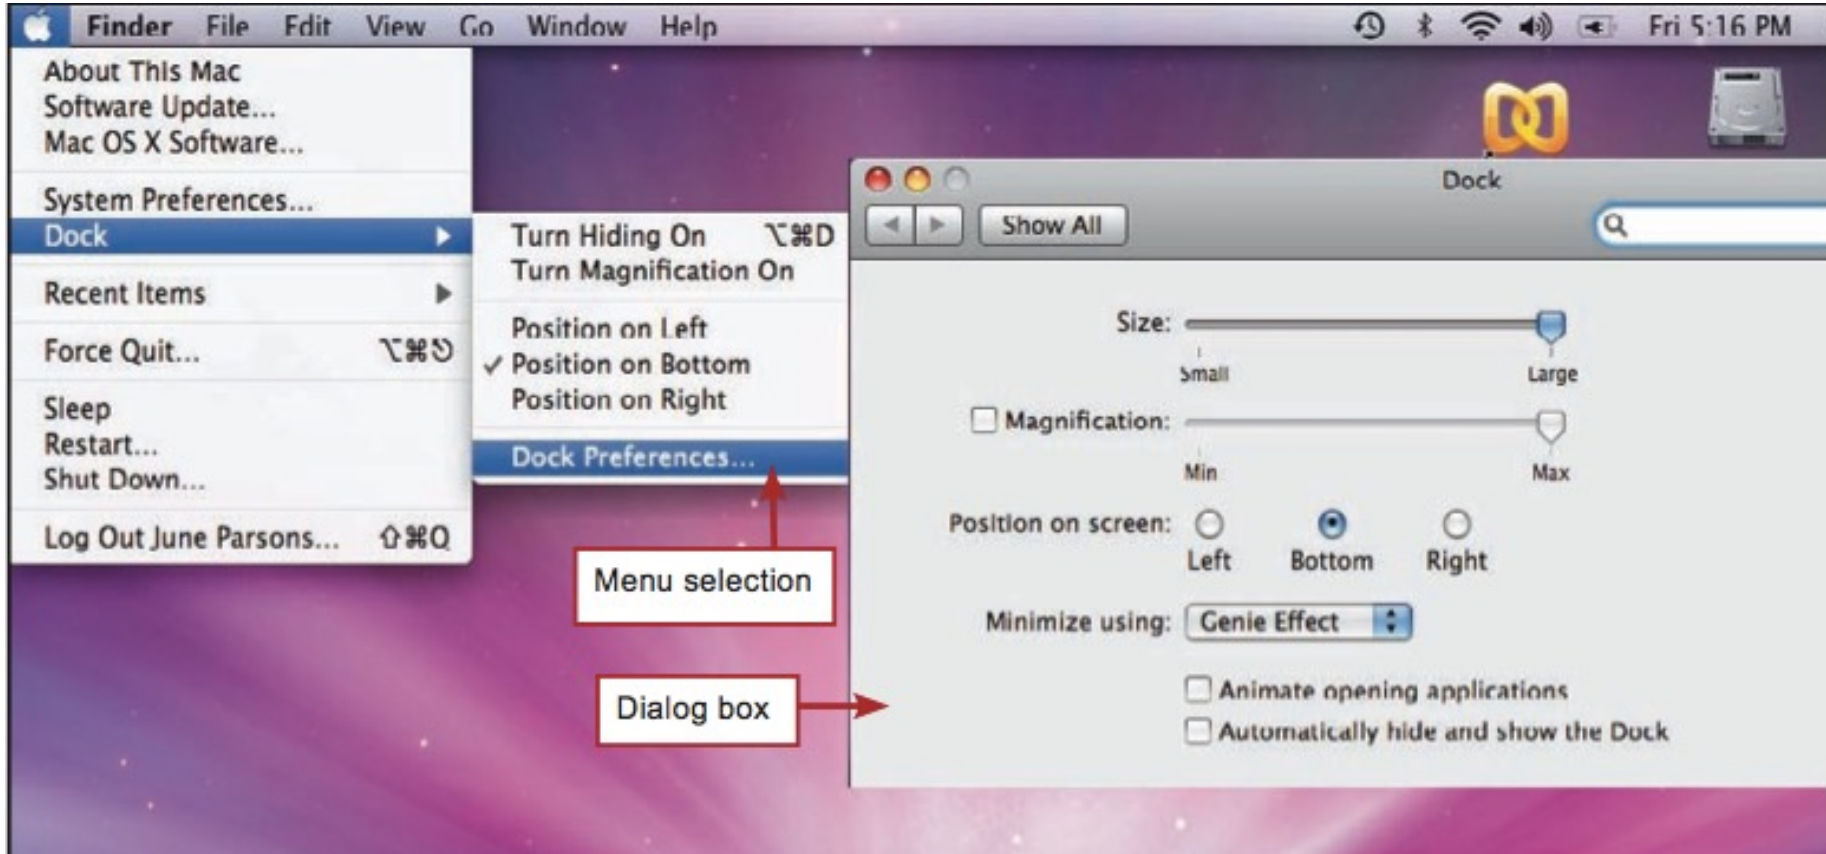 Finder File Edit View Go Window Help Fri 5:16 PM
About This Mac
Software Update...
Mac OS X Software...
System Preferences...
Dock
Recent Items
Force Quit... ⌥⌘⎋
Sleep
Restart...
Shut Down...
Log Out June Parsons... ⇧⌘Q
Turn Hiding On ⌥⌘D
Turn Magnification On
Position on Left
✓ Position on Bottom
Position on Right
Dock Preferences...
Menu selection
Dialog box
Dock
Show All
Size:
Small Large
Magnification:
Min Max
Position on screen:
Left Bottom Right
Minimize using: Genie Effect
Animate opening applications
Automatically hide and show the Dock